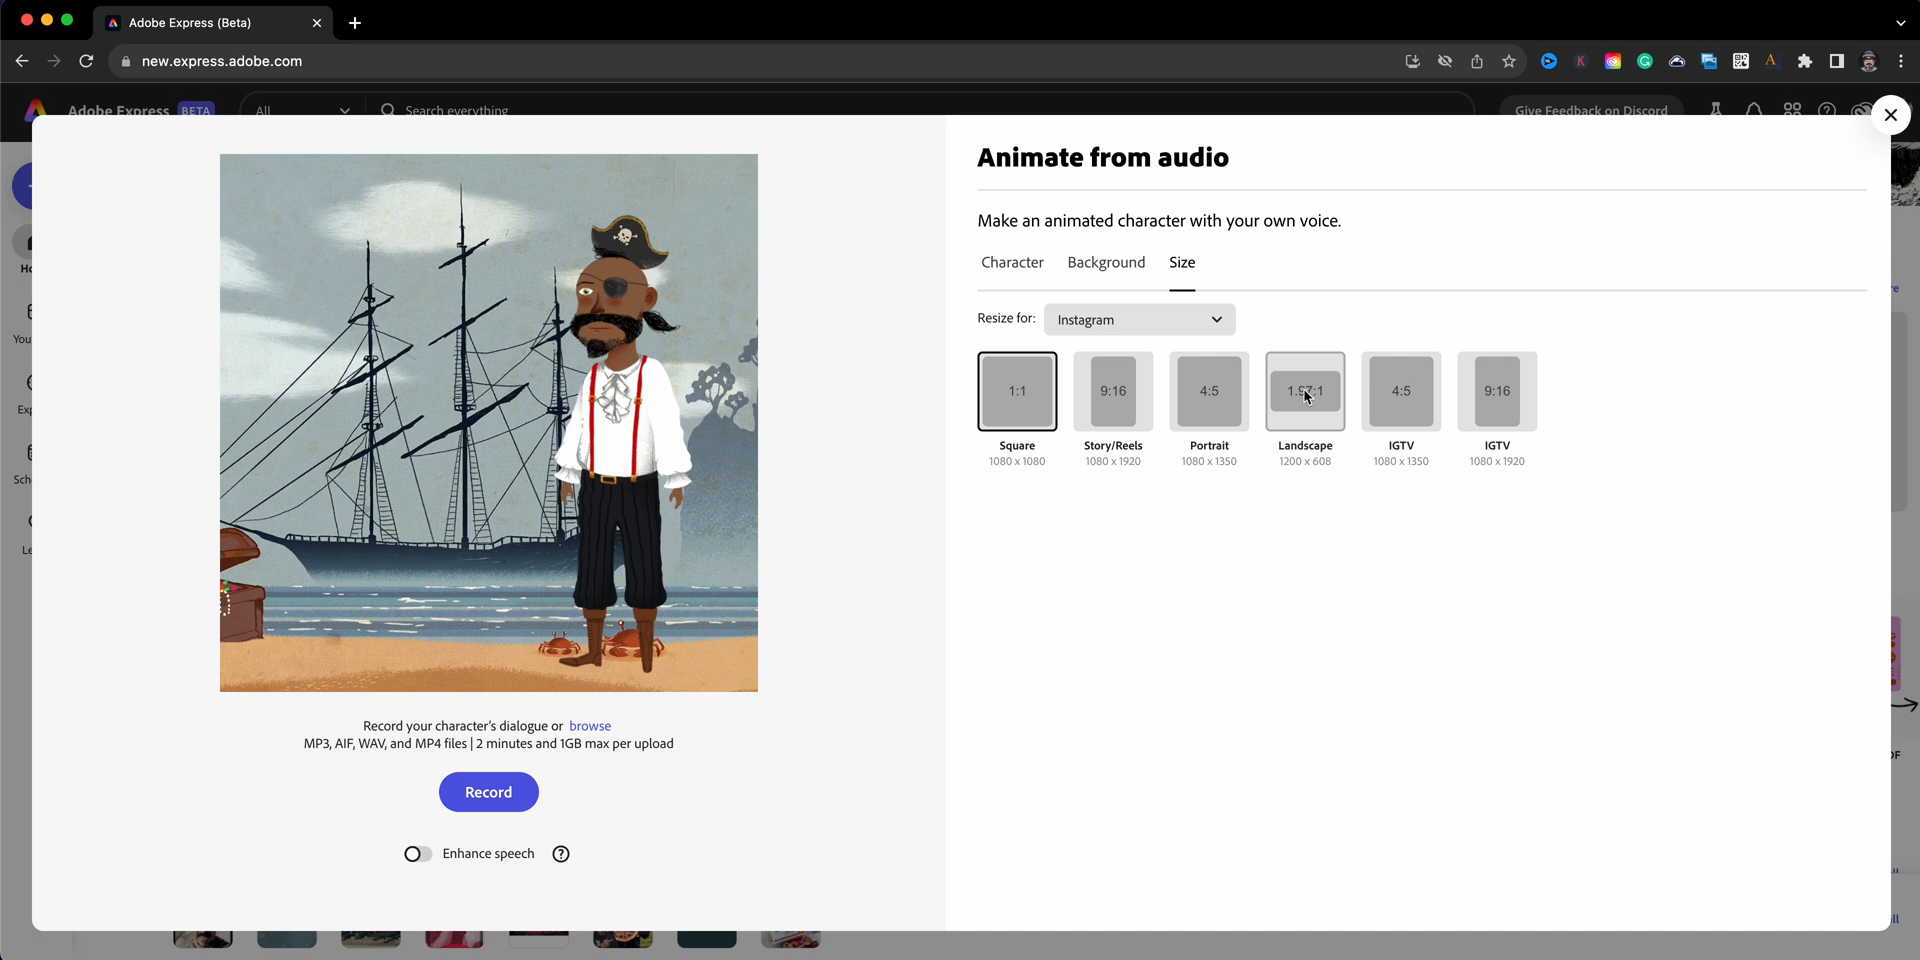 Adobe Express (Beta)
new.express.adobe.com
Adobe Express BETA
All
Search everything
Give Feedback on Discord
Animate from audio
Make an animated character with your own voice.
Character Background Size
Resize for: Instagram
1:1 9:16 4:5 1.97:1 4:5 9:16
Square Story/Reels Portrait Landscape IGTV IGTV
1080 x 1080 1080 x 1920 1080 x 1350 1200 x 608 1080 x 1350 1080 x 1920
Record your character's dialogue or browse
MP3, AIF, WAV, and MP4 files | 2 minutes and 1GB max per upload
Record
Enhance speech